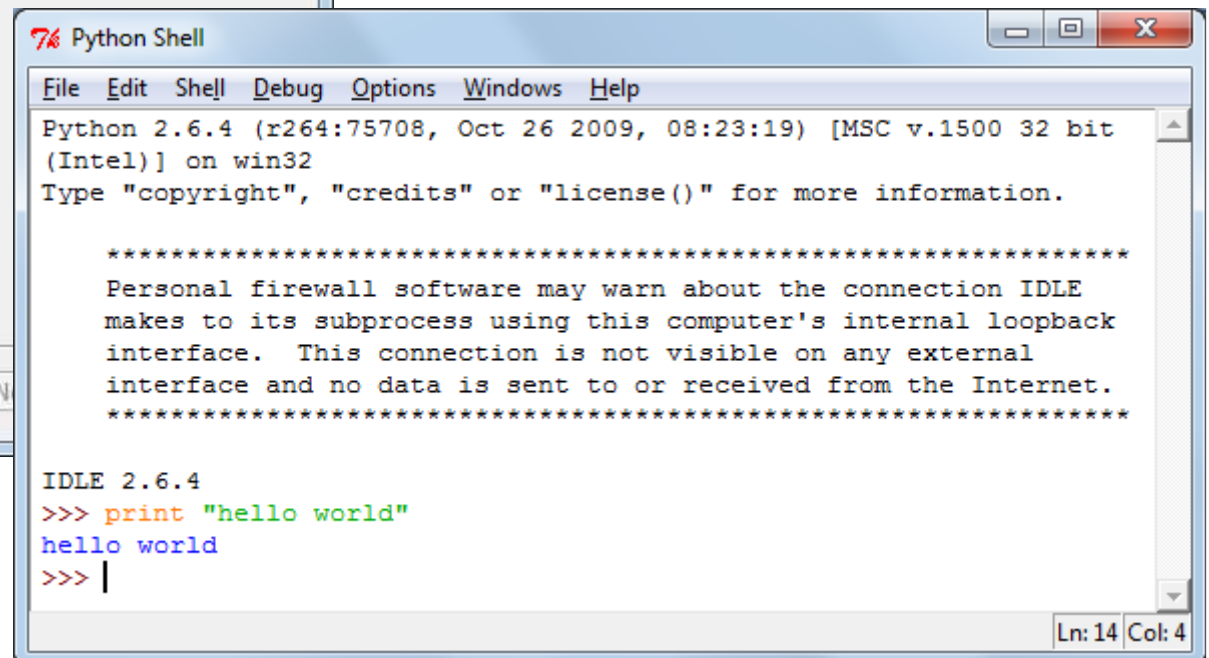 Python Shell
File Edit Shell Debug Options Windows Help
Python 2.6.4 (r264:75708, Oct 26 2009, 08:23:19) [MSC v.1500 32 bit
(Intel)] on win32
Type "copyright", "credits" or "license()" for more information.
****************************************************************
Personal firewall software may warn about the connection IDLE
makes to its subprocess using this computer's internal loopback
interface.  This connection is not visible on any external
interface and no data is sent to or received from the Internet.
****************************************************************
IDLE 2.6.4
>>> print "hello world"
hello world
>>>
Ln: 14 Col: 4